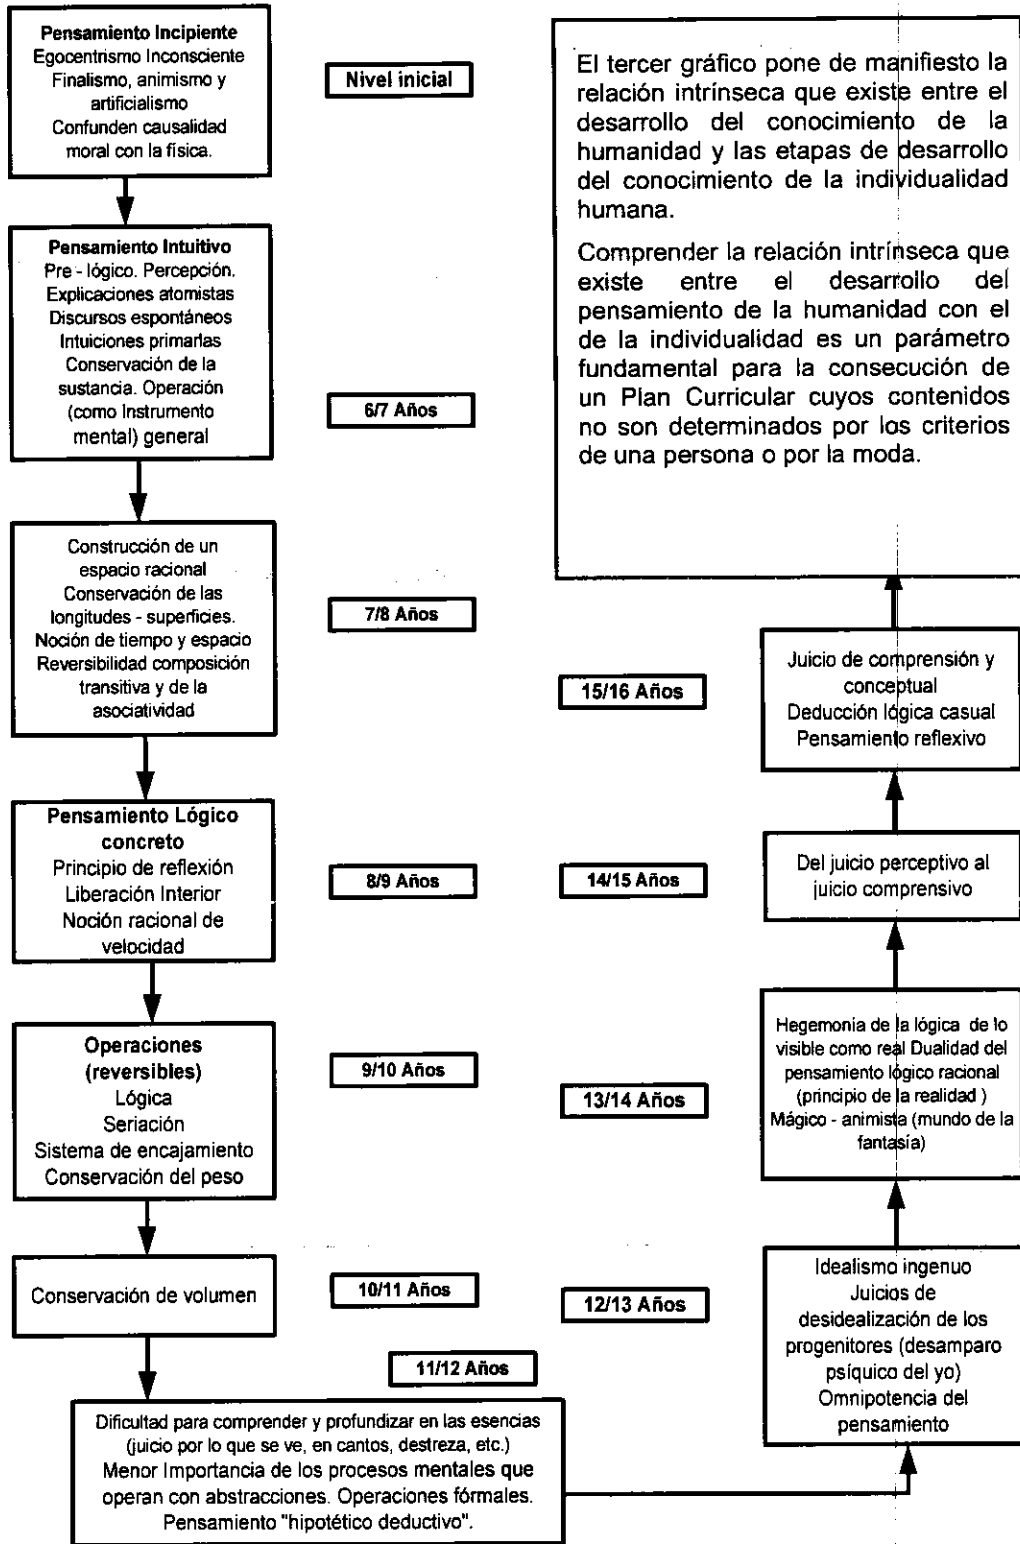 Pensamiento Incipiente
Egocentrismo Inconsciente
Finalismo, animismo y
artificialismo
Confunden causalidad
moral con la física.
Nivel inicial
Pensamiento Intuitivo
Pre - lógico. Percepción.
Explicaciones atomistas
Discursos espontáneos
Intuiciones primarias
Conservación de la
sustancia. Operación
(como Instrumento
mental) general
6/7 Años
Construcción de un
espacio racional
Conservación de las
longitudes - superficies.
Noción de tiempo y espacio
Reversibilidad composición
transitiva y de la
asociatividad
7/8 Años
Pensamiento Lógico
concreto
Principio de reflexión
Liberación Interior
Noción racional de
velocidad
8/9 Años
Operaciones
(reversibles)
Lógica
Seriación
Sistema de encajamiento
Conservación del peso
9/10 Años
Conservación de volumen
10/11 Años
11/12 Años
Dificultad para comprender y profundizar en las esencias
(juicio por lo que se ve, en cantos, destreza, etc.)
Menor Importancia de los procesos mentales que
operan con abstracciones. Operaciones fórmales.
Pensamiento "hipotético deductivo".
12/13 Años
Idealismo ingenuo
Juicios de
desidealización de los
progenitores (desamparo
psíquico del yo)
Omnipotencia del
pensamiento
13/14 Años
Hegemonía de la lógica de lo
visible como real Dualidad del
pensamiento lógico racional
(principio de la realidad )
Mágico - animista (mundo de la
fantasía)
14/15 Años
Del juicio perceptivo al
juicio comprensivo
15/16 Años
Juicio de comprensión y
conceptual
Deducción lógica casual
Pensamiento reflexivo
El tercer gráfico pone de manifiesto la
relación intrínseca que existe entre el
desarrollo del conocimiento de la
humanidad y las etapas de desarrollo
del conocimiento de la individualidad
humana.
Comprender la relación intrínseca que
existe entre el desarrollo del
pensamiento de la humanidad con el
de la individualidad es un parámetro
fundamental para la consecución de
un Plan Curricular cuyos contenidos
no son determinados por los criterios
de una persona o por la moda.